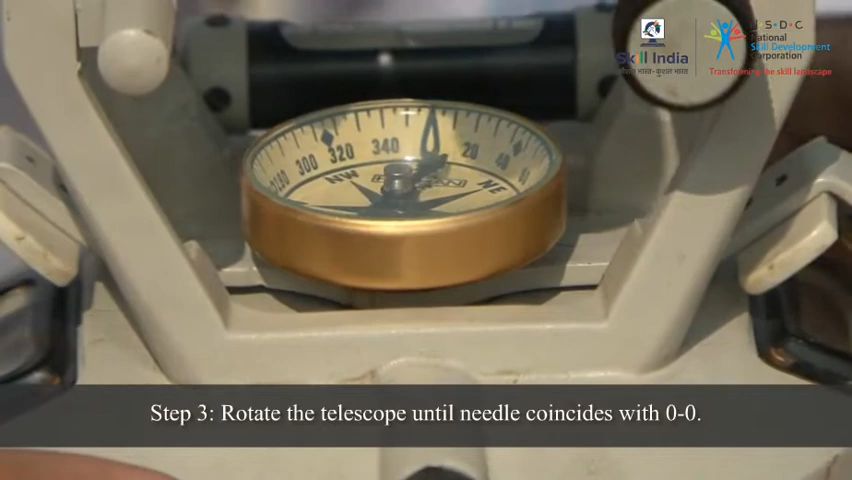 Skill India
कौशल भारत-कुशल भारत
N·S·D·C
National
Skill Development
Corporation
Transforming the skill landscape
280 300 320 340 20 40
NW NE
Step 3: Rotate the telescope until needle coincides with 0-0.